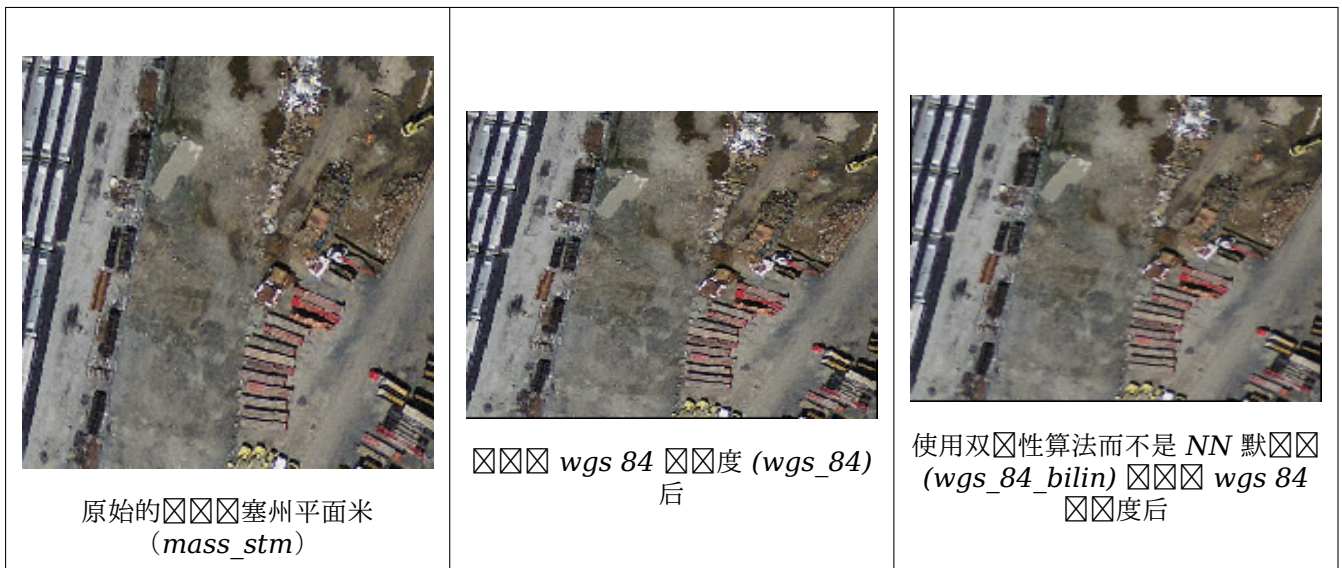 原始的塞州平面米
（mass_stm）
wgs 84 度 (wgs_84)
后
使用双性算法而不是 NN 默
(wgs_84_bilin) wgs 84
度后